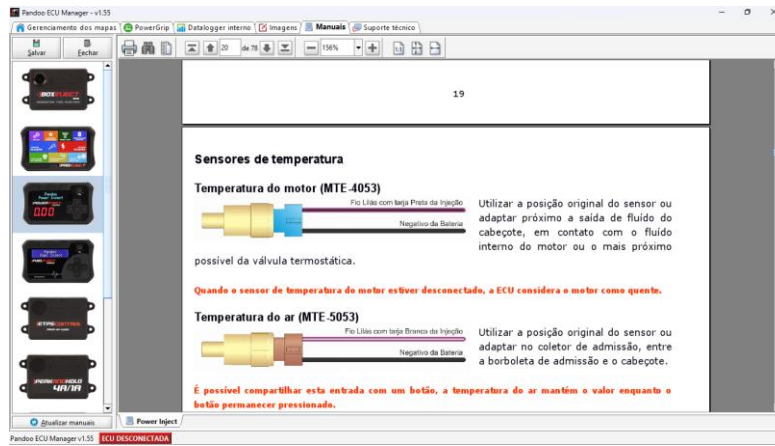 Pandoo ECU Manager - v1.55
Gerenciamento dos mapas PowerGrip Datalogger interno Imagens Manuais Suporte técnico
Salvar Fechar
20 de 78 156%
19
Sensores de temperatura
Temperatura do motor (MTE-4053)
Fio Lilás com tarja Preta da Injeção
Negativo da Bateria
Utilizar a posição original do sensor ou
adaptar próximo a saída de fluído do
cabeçote, em contato com o fluído
interno do motor ou o mais próximo
possível da válvula termostática.
Quando o sensor de temperatura do motor estiver desconectado, a ECU considera o motor como quente.
Temperatura do ar (MTE-5053)
Fio Lilás com tarja Branca da Injeção
Negativo da Bateria
Utilizar a posição original do sensor ou
adaptar no coletor de admissão, entre
a borboleta de admissão e o cabeçote.
É possível compartilhar esta entrada com um botão, a temperatura do ar mantém o valor enquanto o
botão permanecer pressionado.
0.00
4A/1A
Atualizar manuais
Power Inject
Pandoo ECU Manager v1.55 ECU DESCONECTADA